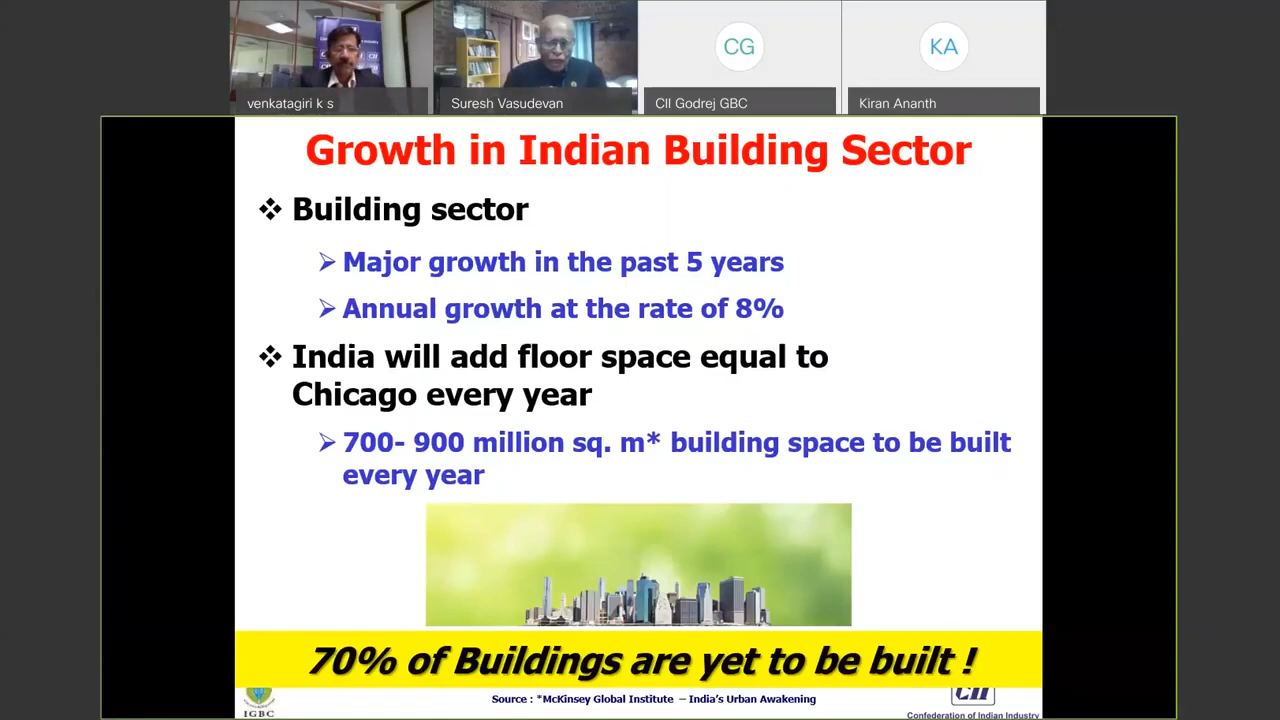 CII
venkatagiri k s
Suresh Vasudevan
CG
CII Godrej GBC
KA
Kiran Ananth
Growth in Indian Building Sector
Building sector
Major growth in the past 5 years
Annual growth at the rate of 8%
India will add floor space equal to
Chicago every year
700- 900 million sq. m* building space to be built
every year
70% of Buildings are yet to be built !
Source : *McKinsey Global Institute – India's Urban Awakening
IGBC
CII
Confederation of Indian Industry